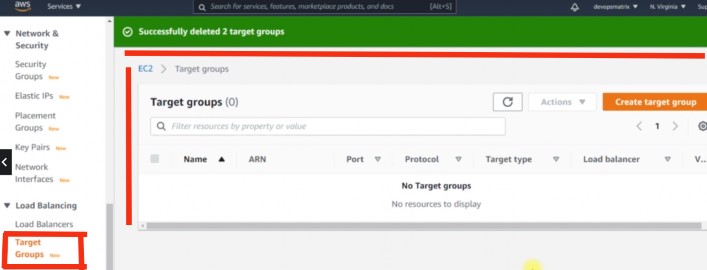 aws
Services ▼
Search for services, features, marketplace products, and docs
[Alt+S]
devopsmatrix
N. Virginia ▼
Sup
Network &
Security
Security
Groups New
Elastic IPs New
Placement
Groups New
Key Pairs New
Network
Interfaces New
Load Balancing
Load Balancers
Target
Groups New
Successfully deleted 2 target groups
EC2 > Target groups
Target groups (0)
Actions ▼
Create target group
Filter resources by property or value
1
Name
ARN
Port
Protocol
Target type
Load balancer
V...
No Target groups
No resources to display